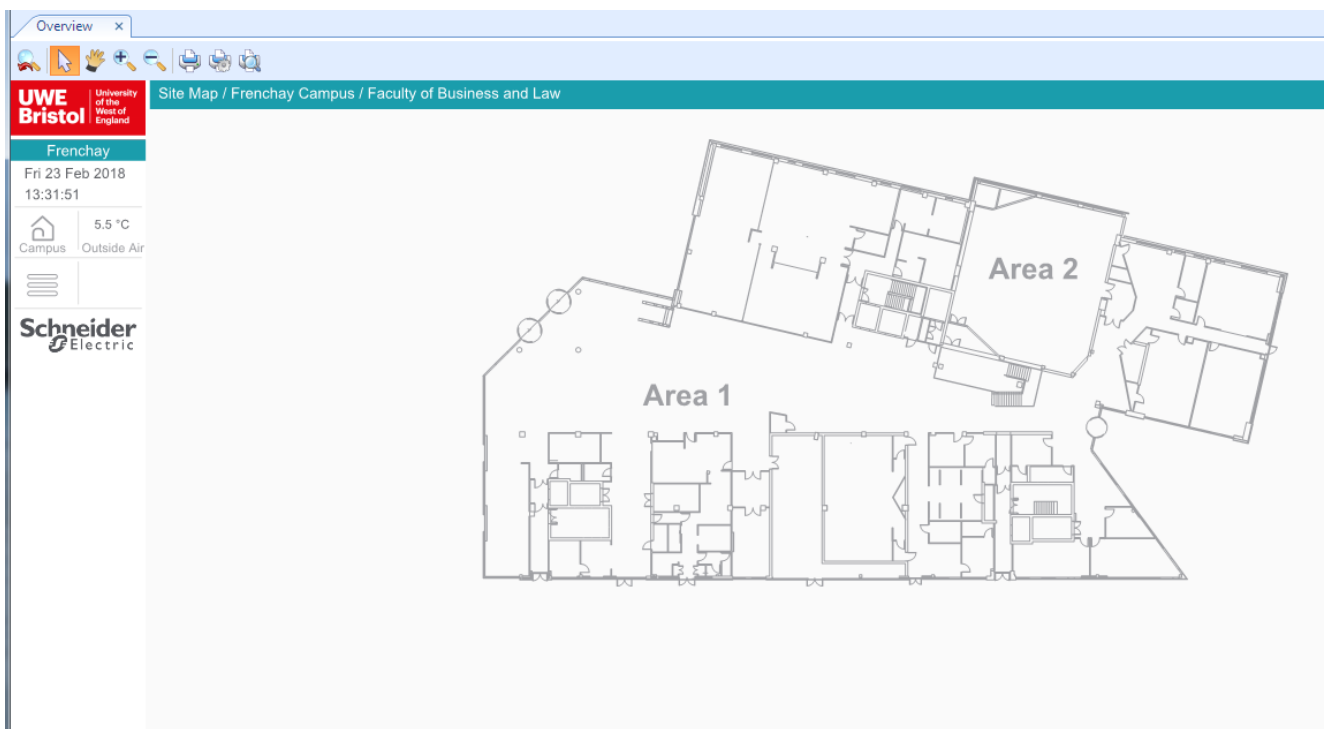 Overview
Site Map / Frenchay Campus / Faculty of Business and Law
UWE
Bristol
University
of the
West of
England
Frenchay
Fri 23 Feb 2018
13:31:51
5.5 °C
Campus
Outside Air
Schneider
Electric
Area 1
Area 2